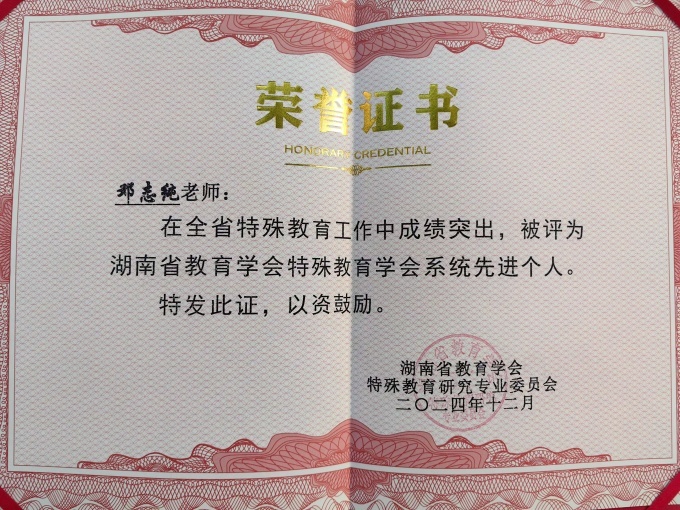 荣誉证书
HONORARY CREDENTIAL
邓志纯老师：
在全省特殊教育工作中成绩突出，被评为
湖南省教育学会特殊教育学会系统先进个人。
特发此证，以资鼓励。
湖南省教育学会
特殊教育研究专业委员会
二〇二四年十二月